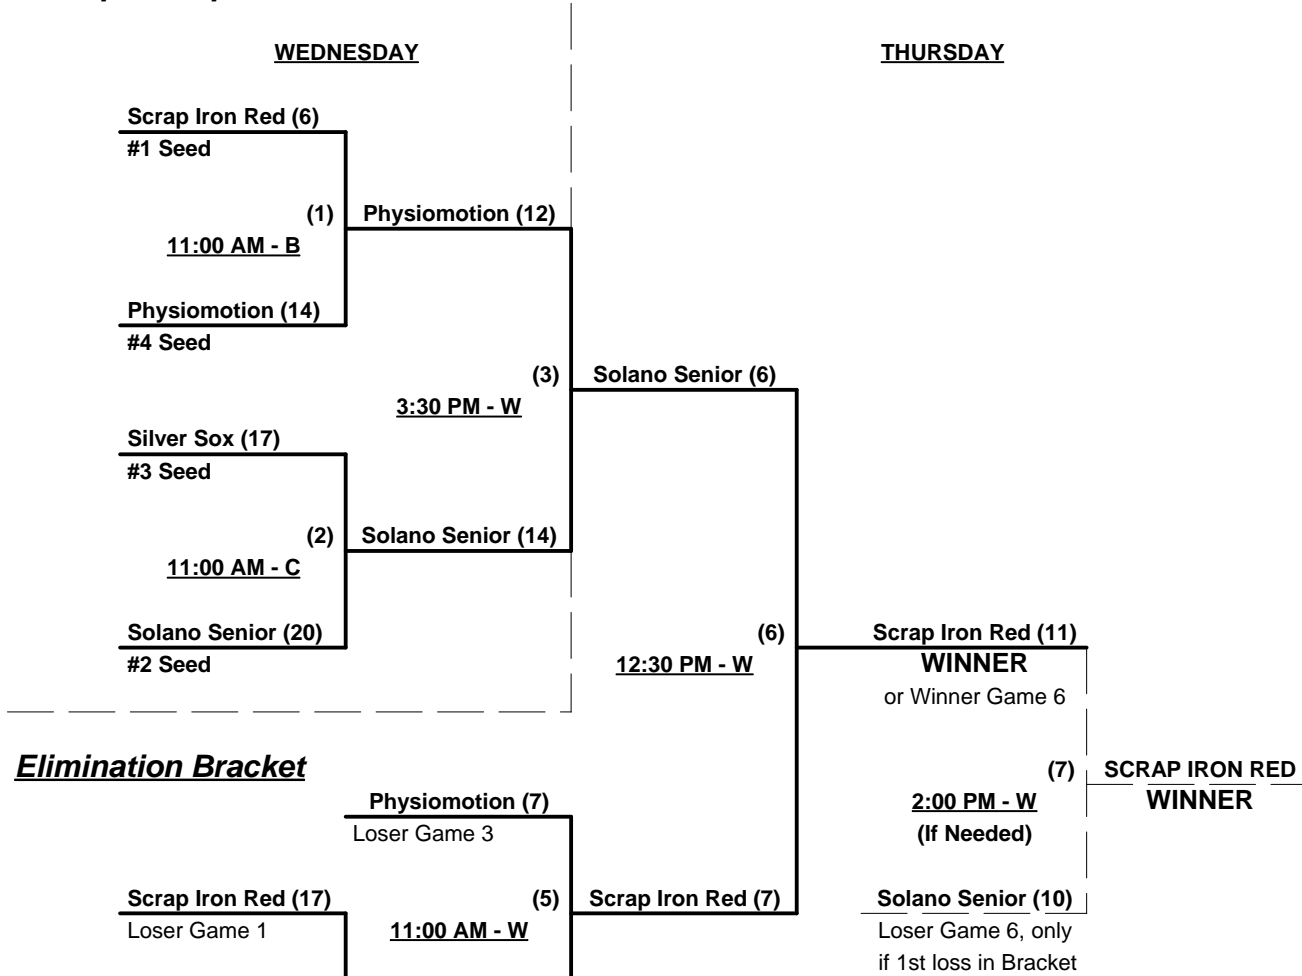 WEDNESDAY
THURSDAY
Scrap Iron Red (6)
#1 Seed
(1)
Physiomotion (12)
11:00 AM - B
Physiomotion (14)
#4 Seed
(3)
Solano Senior (6)
3:30 PM - W
Silver Sox (17)
#3 Seed
(2)
Solano Senior (14)
11:00 AM - C
Solano Senior (20)
#2 Seed
(6)
Scrap Iron Red (11)
12:30 PM - W
WINNER
or Winner Game 6
Elimination Bracket
(7)
SCRAP IRON RED
Physiomotion (7)
2:00 PM - W
WINNER
Loser Game 3
(If Needed)
Scrap Iron Red (17)
(5)
Scrap Iron Red (7)
Solano Senior (10)
Loser Game 1
11:00 AM - W
Loser Game 6, only
if 1st loss in Bracket